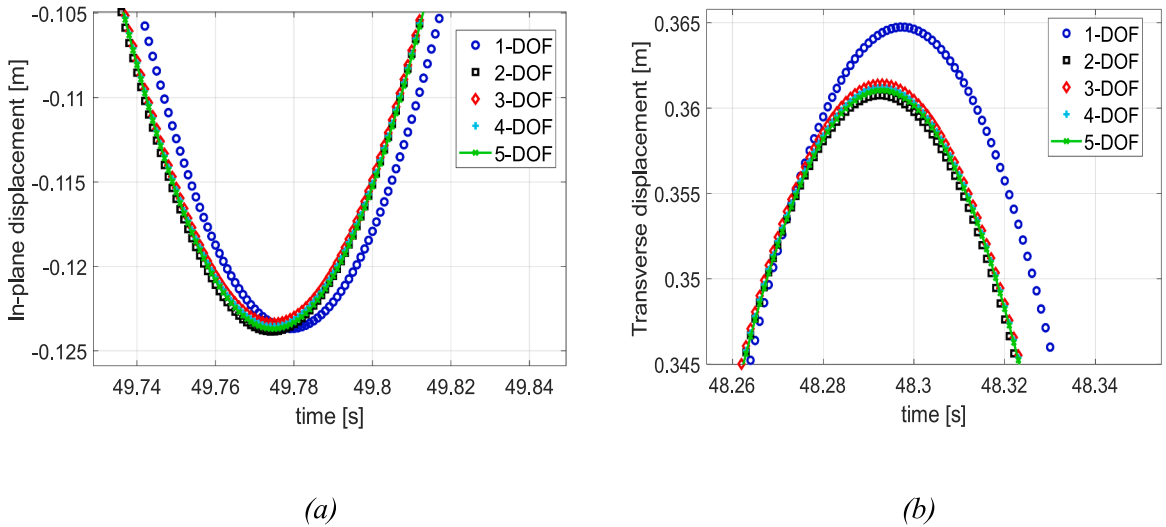 In-plane displacement [m]
-0.105
-0.11
-0.115
-0.12
-0.125
49.74 49.76 49.78 49.8 49.82 49.84
time [s]
1-DOF
2-DOF
3-DOF
4-DOF
5-DOF
(a)
Transverse displacement [m]
0.365
0.36
0.355
0.35
0.345
48.26 48.28 48.3 48.32 48.34
time [s]
1-DOF
2-DOF
3-DOF
4-DOF
5-DOF
(b)